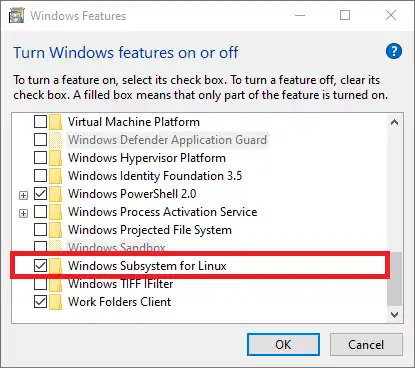 Windows Features
Turn Windows features on or off
?
To turn a feature on, select its check box. To turn a feature off, clear its
check box. A filled box means that only part of the feature is turned on.
Virtual Machine Platform
Windows Defender Application Guard
Windows Hypervisor Platform
Windows Identity Foundation 3.5
Windows PowerShell 2.0
Windows Process Activation Service
Windows Projected File System
Windows Sandbox
Windows Subsystem for Linux
Windows TIFF IFilter
Work Folders Client
OK
Cancel